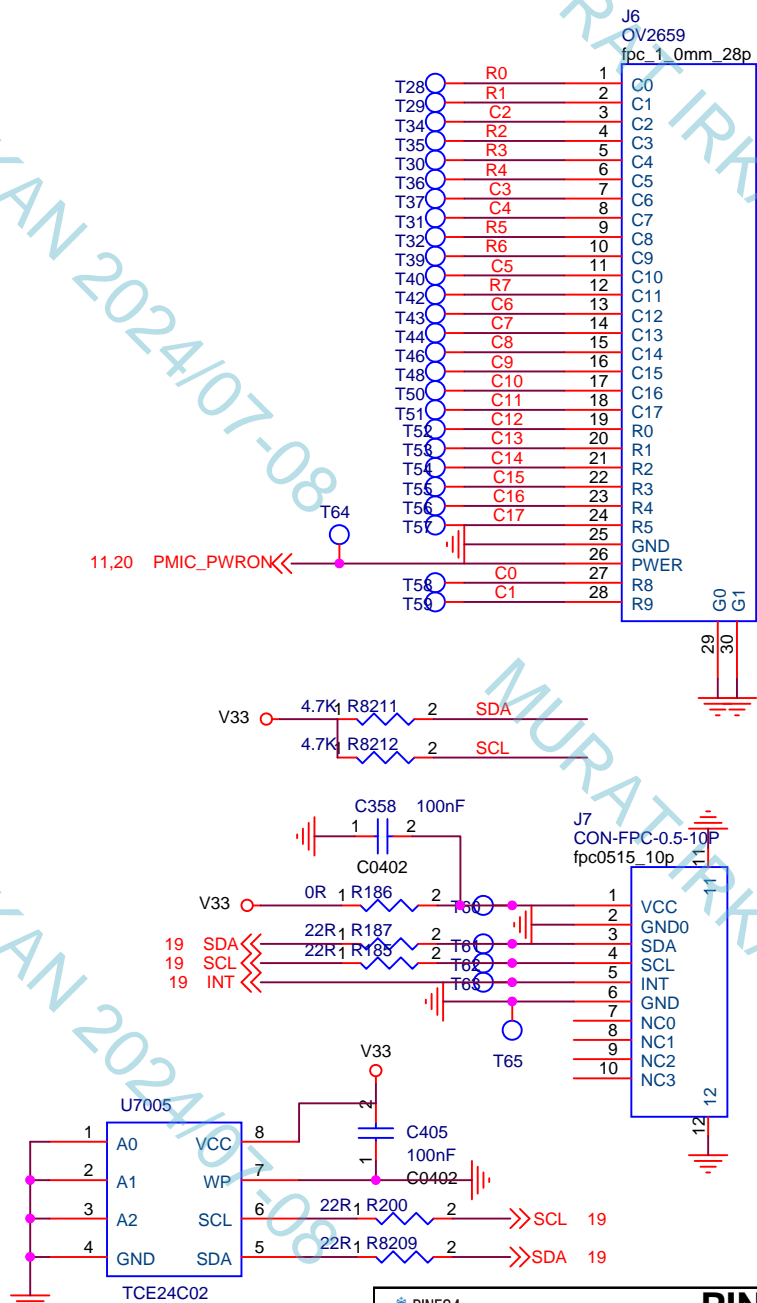 J6
OV2659
fpc_1_0mm_28p
T28 R0 1 C0
T29 R1 2 C1
T34 C2 3 C2
T35 R2 4 C3
T30 R3 5 C4
T36 R4 6 C5
T37 C3 7 C6
T31 C4 8 C7
T32 R5 9 C8
T39 R6 10 C9
T40 C5 11 C10
T42 R7 12 C11
T43 C6 13 C12
T44 C7 14 C13
T46 C8 15 C14
T48 C9 16 C15
T50 C10 17 C16
T51 C11 18 C17
T52 C12 19 R0
T53 C13 20 R1
T54 C14 21 R2
T55 C15 22 R3
T56 C16 23 R4
T57 C17 24 R5
25 GND
T64
11,20 PMIC_PWRON 26 PWER
T58 C0 27 R8
T59 C1 28 R9
G0 G1
29 30
V33 4.7K 1 R8211 2 SDA
4.7K 1 R8212 2 SCL
C358 100nF
1 2
C0402
J7
CON-FPC-0.5-10P
fpc0515_10p
11 11
V33 0R 1 R186 2 T60 1 VCC
2 GND0
19 SDA 22R 1 R187 2 T61 3 SDA
19 SCL 22R 1 R185 2 T62 4 SCL
19 INT T63 5 INT
6 GND
T65
7 NC0
8 NC1
9 NC2
10 NC3
12 12
V33
U7005
2 C405
100nF
1 C0402
1 A0 VCC 8
2 A1 WP 7
3 A2 SCL 6 22R 1 R200 2 SCL 19
4 GND SDA 5 22R 1 R8209 2 SDA 19
TCE24C02
PINE64
PIN
RAT IRKA
KAN 2024/07-08
MURAT IRKA
KAN 2024/07-08